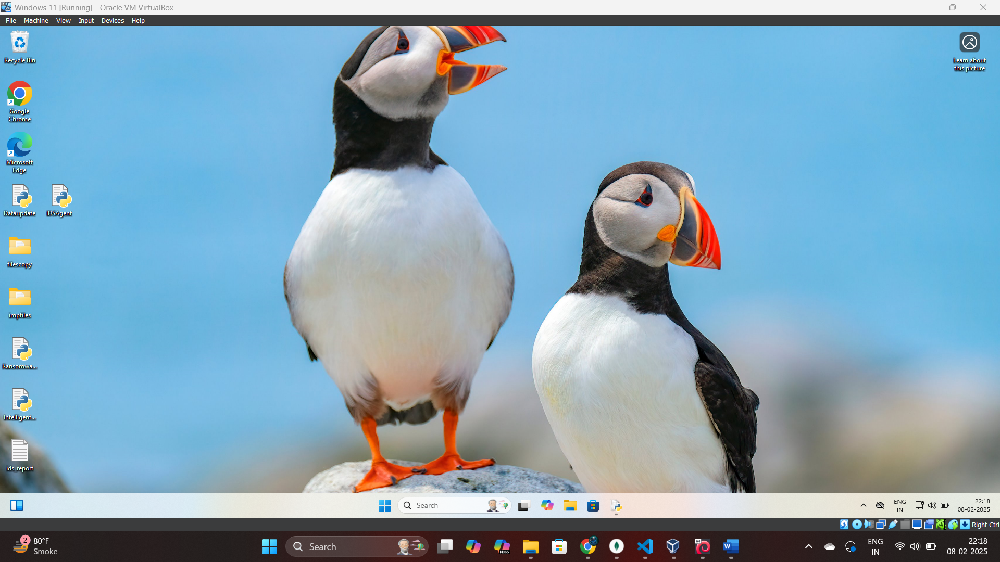 Windows 11 [Running] - Oracle VM VirtualBox
File Machine View Input Devices Help
Recycle Bin
Google
Chrome
Microsoft
Edge
Dataupdate
IDSAgent
filescopy
impfiles
Ransomwa...
Intelligent...
ids_report
Learn about
this picture
Search
ENG
IN
22:18
08-02-2025
Right Ctrl
2
80°F
Smoke
Search
M365
64
W
ENG
IN
22:18
08-02-2025